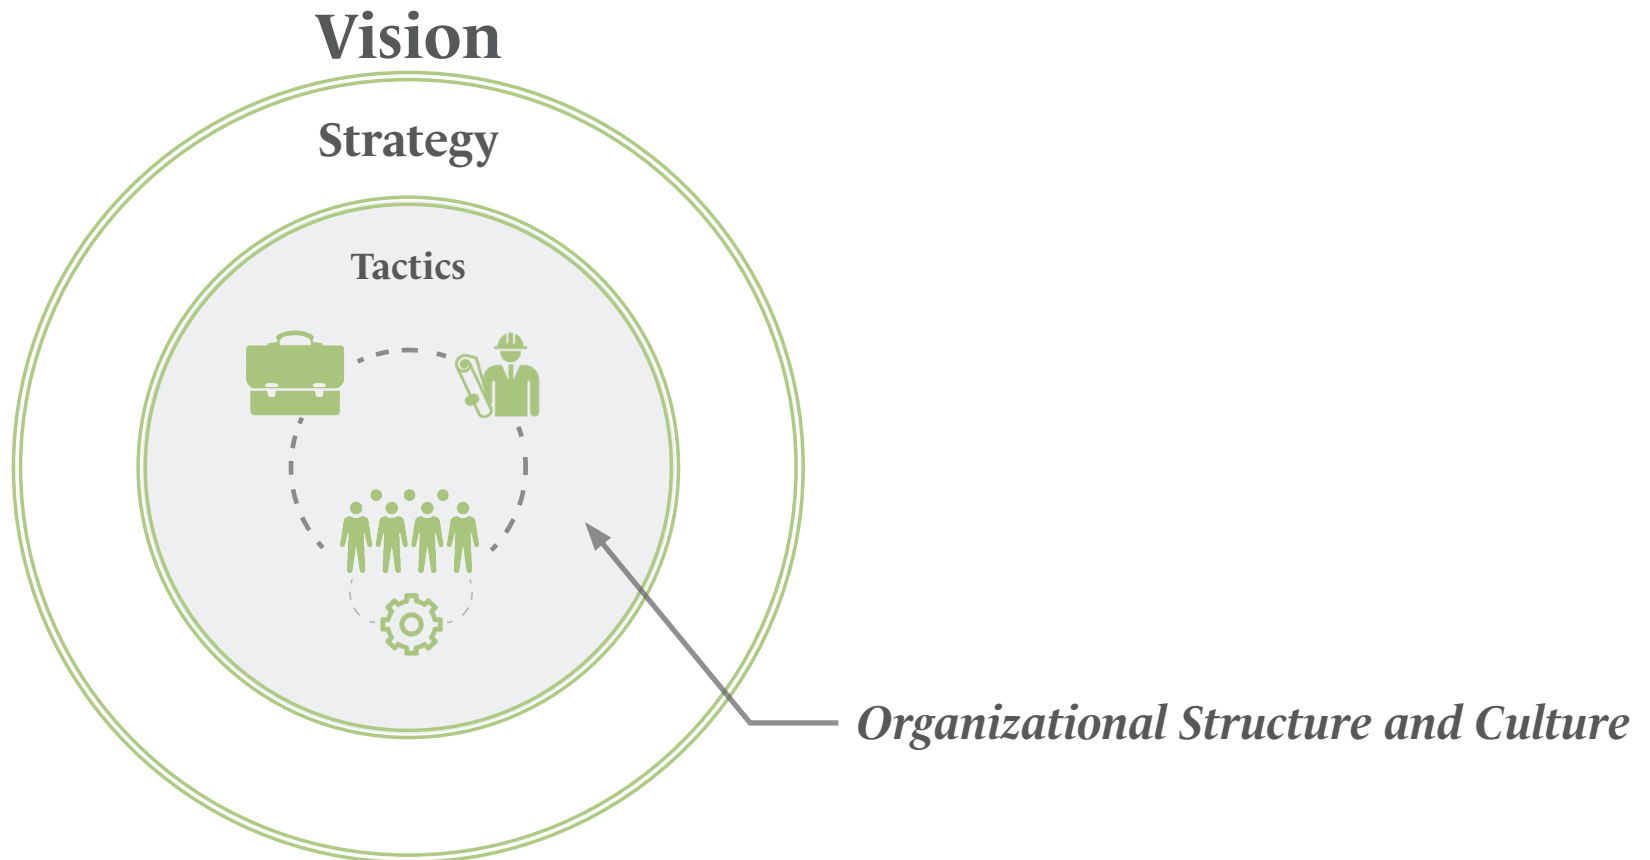 Vision
Strategy
Tactics
Organizational Structure and Culture